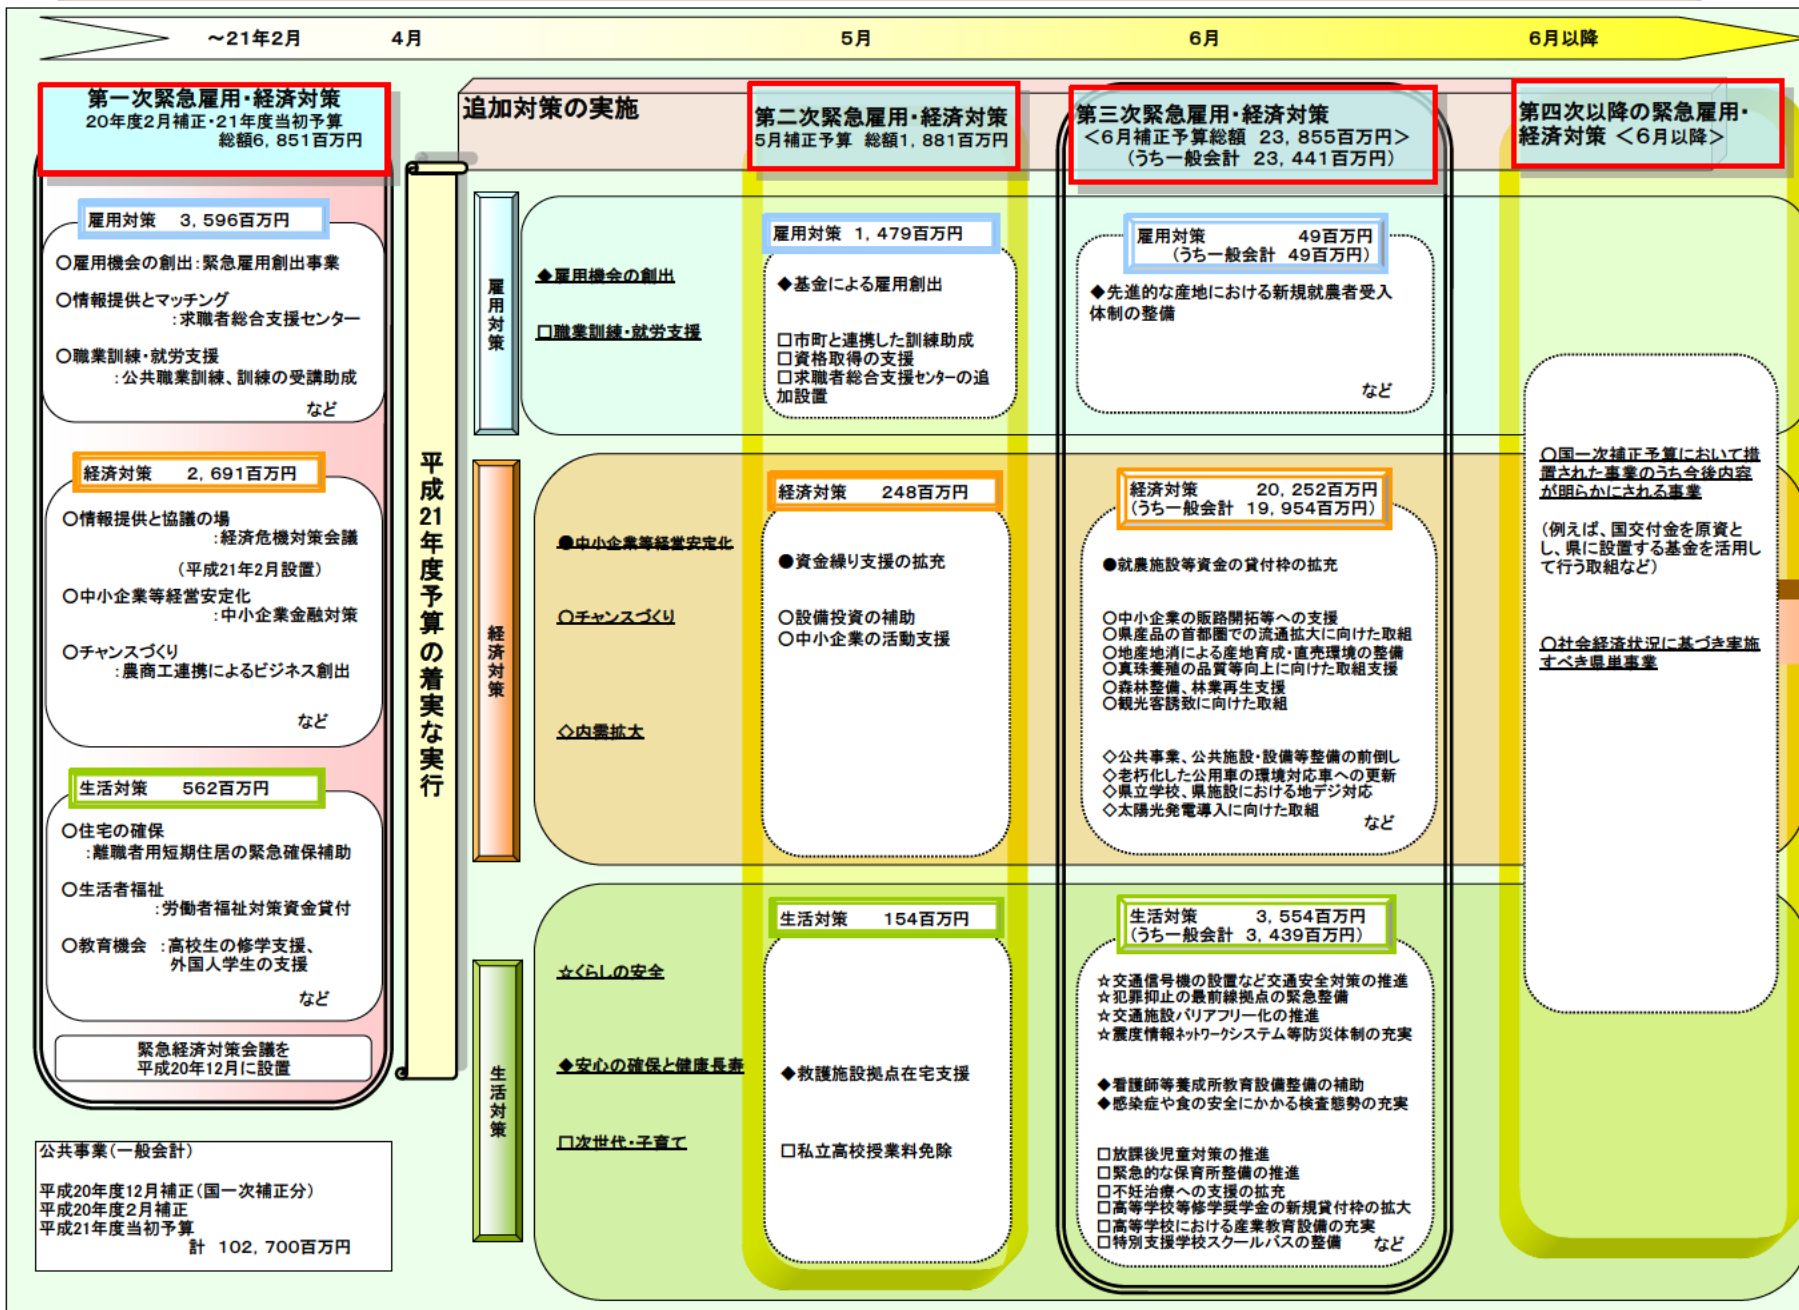 ～21年2月
4月
5月
6月
6月以降
第一次緊急雇用・経済対策
20年度2月補正・21年度当初予算
総額6，851百万円
雇用対策　3，596百万円
○雇用機会の創出：緊急雇用創出事業
○情報提供とマッチング
：求職者総合支援センター
○職業訓練・就労支援
：公共職業訓練、訓練の受講助成
など
経済対策　2，691百万円
○情報提供と協議の場
：経済危機対策会議
（平成21年2月設置）
○中小企業等経営安定化
：中小企業金融対策
○チャンスづくり
：農商工連携によるビジネス創出
など
生活対策　562百万円
○住宅の確保
：離職者用短期住居の緊急確保補助
○生活者福祉
：労働者福祉対策資金貸付
○教育機会　：高校生の修学支援、
外国人学生の支援
など
緊急経済対策会議を
平成20年12月に設置
公共事業（一般会計）
平成20年度12月補正（国一次補正分）
平成20年度2月補正
平成21年度当初予算
計　102，700百万円
平成21年度予算の着実な実行
追加対策の実施
雇用対策
◆雇用機会の創出
□職業訓練・就労支援
経済対策
●中小企業等経営安定化
○チャンスづくり
◇内需拡大
生活対策
☆くらしの安全
◆安心の確保と健康長寿
□次世代・子育て
第二次緊急雇用・経済対策
5月補正予算　総額1，881百万円
雇用対策　1，479百万円
◆基金による雇用創出
□市町と連携した訓練助成
□資格取得の支援
□求職者総合支援センターの追
加設置
経済対策　248百万円
●資金繰り支援の拡充
○設備投資の補助
○中小企業の活動支援
生活対策　154百万円
◆救護施設拠点在宅支援
□私立高校授業料免除
第三次緊急雇用・経済対策
＜6月補正予算総額　23，855百万円＞
（うち一般会計　23，441百万円）
雇用対策　49百万円
（うち一般会計　49百万円）
◆先進的な産地における新規就農者受入
体制の整備
など
経済対策　20，252百万円
（うち一般会計　19，954百万円）
●就農施設等資金の貸付枠の拡充
○中小企業の販路開拓等への支援
○県産品の首都圏での流通拡大に向けた取組
○地産地消による産地育成・直売環境の整備
○真珠養殖の品質等向上に向けた取組支援
○森林整備、林業再生支援
○観光客誘致に向けた取組
◇公共事業、公共施設・設備等整備の前倒し
◇老朽化した公用車の環境対応車への更新
◇県立学校、県施設における地デジ対応
◇太陽光発電導入に向けた取組
など
生活対策　3，554百万円
（うち一般会計　3，439百万円）
☆交通信号機の設置など交通安全対策の推進
☆犯罪抑止の最前線拠点の緊急整備
☆交通施設バリアフリー化の推進
☆震度情報ネットワークシステム等防災体制の充実
◆看護師等養成所教育設備整備の補助
◆感染症や食の安全にかかる検査態勢の充実
□放課後児童対策の推進
□緊急的な保育所整備の推進
□不妊治療への支援の拡充
□高等学校等修学奨学金の新規貸付枠の拡大
□高等学校における産業教育設備の充実
□特別支援学校スクールバスの整備　など
第四次以降の緊急雇用・
経済対策　＜6月以降＞
○国一次補正予算において措
置された事業のうち今後内容
が明らかにされる事業
（例えば、国交付金を原資と
し、県に設置する基金を活用し
て行う取組など）
○社会経済状況に基づき実施
すべき県単事業